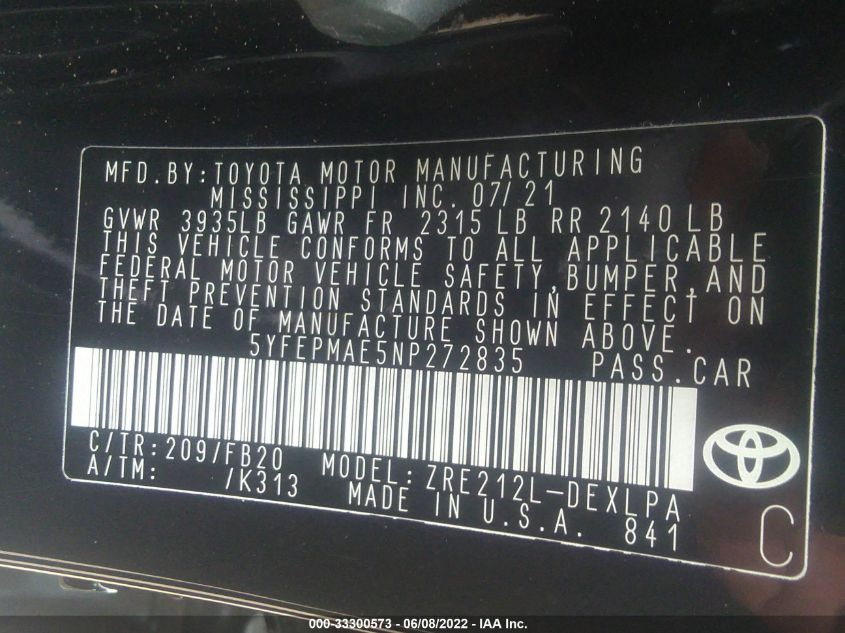 MFD.BY:TOYOTA MOTOR MANUFACTURING
MISSISSIPPI INC. 07/21
GVWR 3935LB GAWR FR 2315 LB RR 2140 LB
THIS VEHICLE CONFORMS TO ALL APPLICABLE
FEDERAL MOTOR VEHICLE SAFETY,BUMPER,AND
THEFT PREVENTION STANDARDS IN EFFECT ON
THE DATE OF MANUFACTURE SHOWN ABOVE.
5YFEPMAE5NP272835 PASS.CAR
C/TR:209/FB20 MODEL:ZRE212L-DEXLPA
A/TM: /K313 MADE IN U.S.A. 841
C
000-33300573 - 06/08/2022 - IAA Inc.